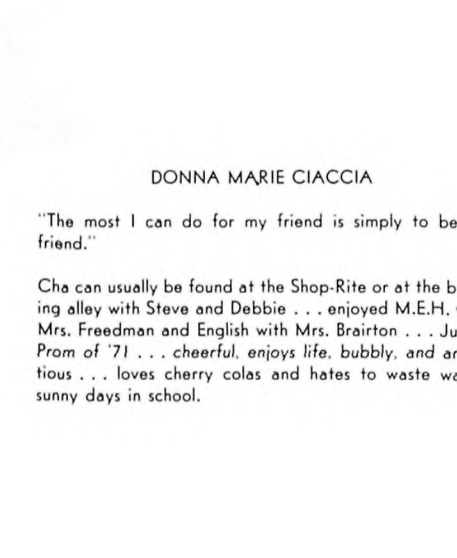 DONNA MARIE CIACCIA
"The most I can do for my friend is simply to be
friend."
Cha can usually be found at the Shop-Rite or at the b
ing alley with Steve and Debbie . . . enjoyed M.E.H.
Mrs. Freedman and English with Mrs. Brairton . . . Ju
Prom of '71 . . . cheerful, enjoys life, bubbly, and
tious . . . loves cherry colas and hates to waste
sunny days in school.